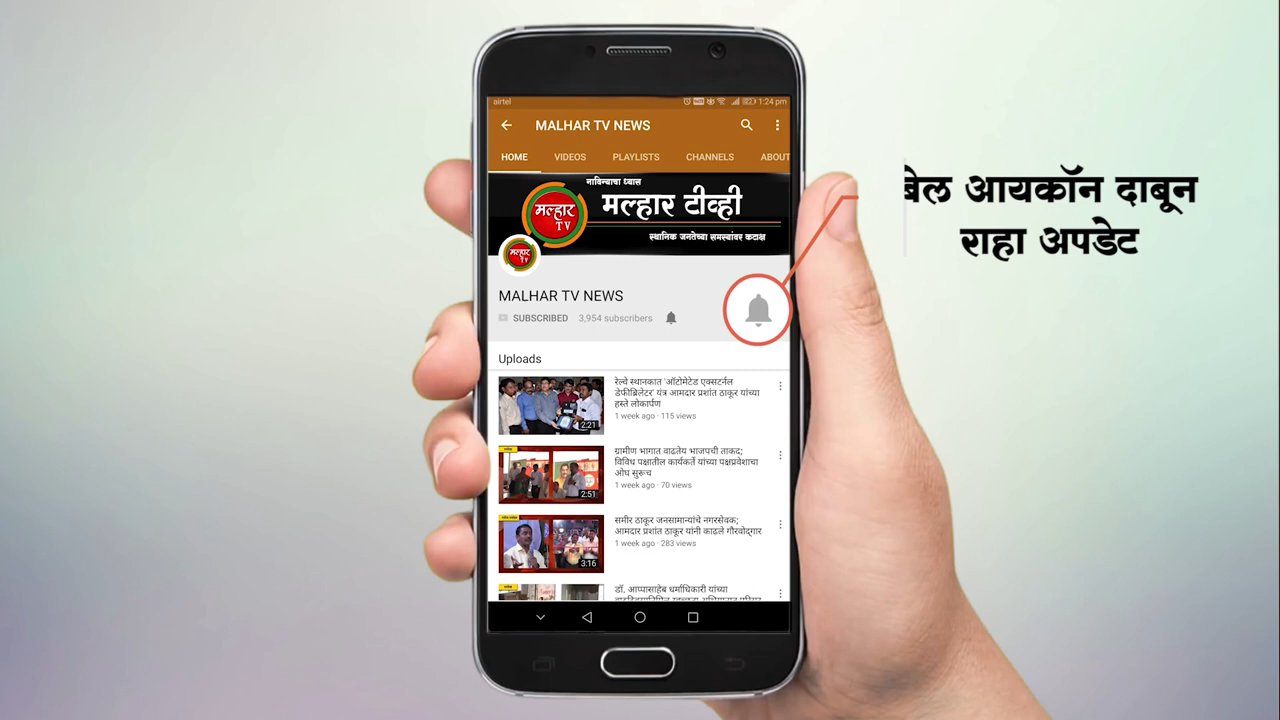 airtel
1:24 pm
MALHAR TV NEWS
HOME VIDEOS PLAYLISTS CHANNELS ABOUT
नाविन्याचा ध्यास
मल्हार टीव्ही
स्थानिक जनतेच्या समस्यांवर कटाक्ष
मल्हार
TV
मल्हार
TV
MALHAR TV NEWS
SUBSCRIBED 3,954 subscribers
Uploads
रेल्वे स्थानकात 'ऑटोमेटेड एक्सटर्नल
डेफीब्रिलेटर' यंत्र आमदार प्रशांत ठाकूर यांच्या
हस्ते लोकार्पण
1 week ago · 115 views
2:21
ग्रामीण भागात वाढतेय भाजपची ताकद;
विविध पक्षातील कार्यकर्ते यांच्या पक्षप्रवेशाचा
ओघ सुरूच
1 week ago · 70 views
2:51
समीर ठाकूर जनसामान्यांचे नगरसेवक;
आमदार प्रशांत ठाकूर यांनी काढले गौरवोद्गार
1 week ago · 283 views
3:16
डॉ. आप्पासाहेब धर्माधिकारी यांच्या
बेल आयकॉन दाबून
राहा अपडेट